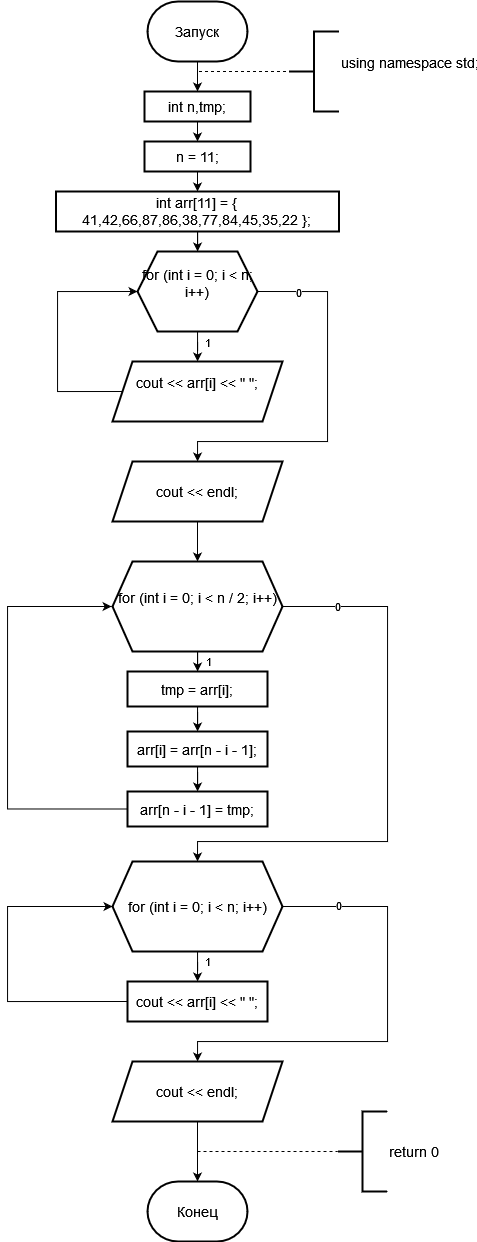 Запуск
using namespace std;
int n,tmp;
n = 11;
int arr[11] = {
41,42,66,87,86,38,77,84,45,35,22 };
for (int i = 0; i < n;
i++)
0
1
cout << arr[i] << " ";
cout << endl;
for (int i = 0; i < n / 2; i++)
0
1
tmp = arr[i];
arr[i] = arr[n - i - 1];
arr[n - i - 1] = tmp;
for (int i = 0; i < n; i++)
0
1
cout << arr[i] << " ";
cout << endl;
return 0
Конец